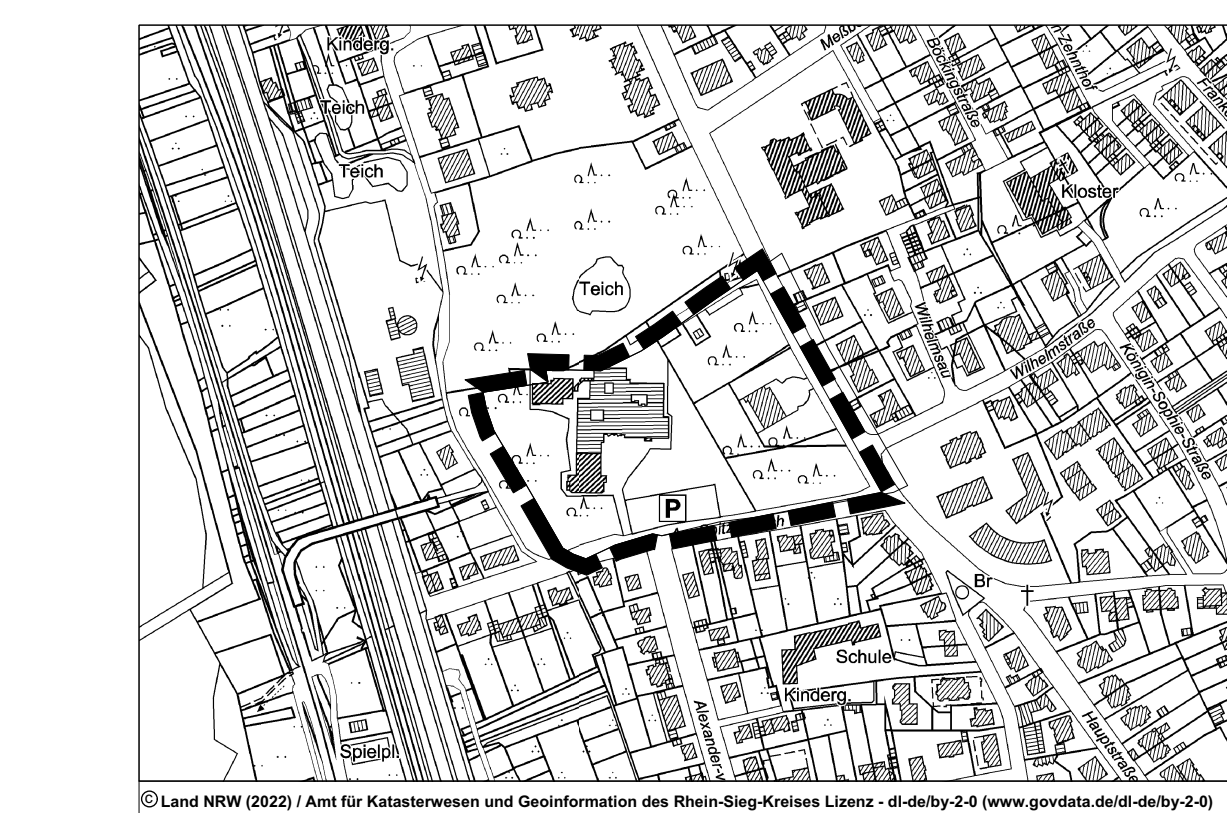 Kinderg.
Teich
Teich
Kloster
Teich
Wilhelmsau
Wilhelmstraße
Königin-Sophie-Straße
Böcklingstraße
P
Br
Schule
Kinderg.
Hauptstraße
Spielpl.
© Land NRW (2022) / Amt für Katasterwesen und Geoinformation des Rhein-Sieg-Kreises Lizenz - dl-de/by-2-0 (www.govdata.de/dl-de/by-2-0)